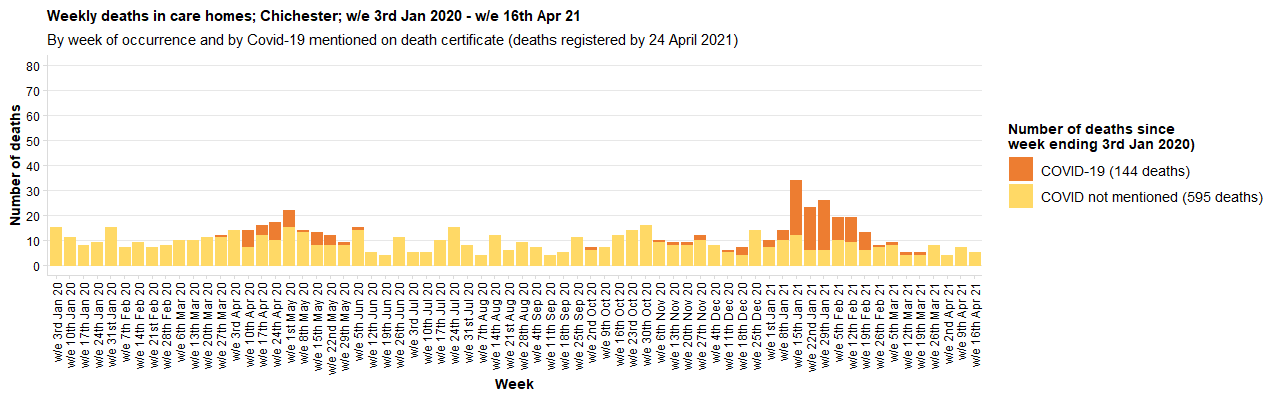 Weekly deaths in care homes; Chichester; w/e 3rd Jan 2020 - w/e 16th Apr 21
By week of occurrence and by Covid-19 mentioned on death certificate (deaths registered by 24 April 2021)
Number of deaths
80
70
60
50
40
30
20
10
0
w/e 3rd Jan 20
w/e 10th Jan 20
w/e 17th Jan 20
w/e 24th Jan 20
w/e 31st Jan 20
w/e 7th Feb 20
w/e 14th Feb 20
w/e 21st Feb 20
w/e 28th Feb 20
w/e 6th Mar 20
w/e 13th Mar 20
w/e 20th Mar 20
w/e 27th Mar 20
w/e 3rd Apr 20
w/e 10th Apr 20
w/e 17th Apr 20
w/e 24th Apr 20
w/e 1st May 20
w/e 8th May 20
w/e 15th May 20
w/e 22nd May 20
w/e 29th May 20
w/e 5th Jun 20
w/e 12th Jun 20
w/e 19th Jun 20
w/e 26th Jun 20
w/e 3rd Jul 20
w/e 10th Jul 20
w/e 17th Jul 20
w/e 24th Jul 20
w/e 31st Jul 20
w/e 7th Aug 20
w/e 14th Aug 20
w/e 21st Aug 20
w/e 28th Aug 20
w/e 4th Sep 20
w/e 11th Sep 20
w/e 18th Sep 20
w/e 25th Sep 20
w/e 2nd Oct 20
w/e 9th Oct 20
w/e 16th Oct 20
w/e 23rd Oct 20
w/e 30th Oct 20
w/e 6th Nov 20
w/e 13th Nov 20
w/e 20th Nov 20
w/e 27th Nov 20
w/e 4th Dec 20
w/e 11th Dec 20
w/e 18th Dec 20
w/e 25th Dec 20
w/e 1st Jan 21
w/e 8th Jan 21
w/e 15th Jan 21
w/e 22nd Jan 21
w/e 29th Jan 21
w/e 5th Feb 21
w/e 12th Feb 21
w/e 19th Feb 21
w/e 26th Feb 21
w/e 5th Mar 21
w/e 12th Mar 21
w/e 19th Mar 21
w/e 26th Mar 21
w/e 2nd Apr 21
w/e 9th Apr 21
w/e 16th Apr 21
Week
Number of deaths since
week ending 3rd Jan 2020)
COVID-19 (144 deaths)
COVID not mentioned (595 deaths)